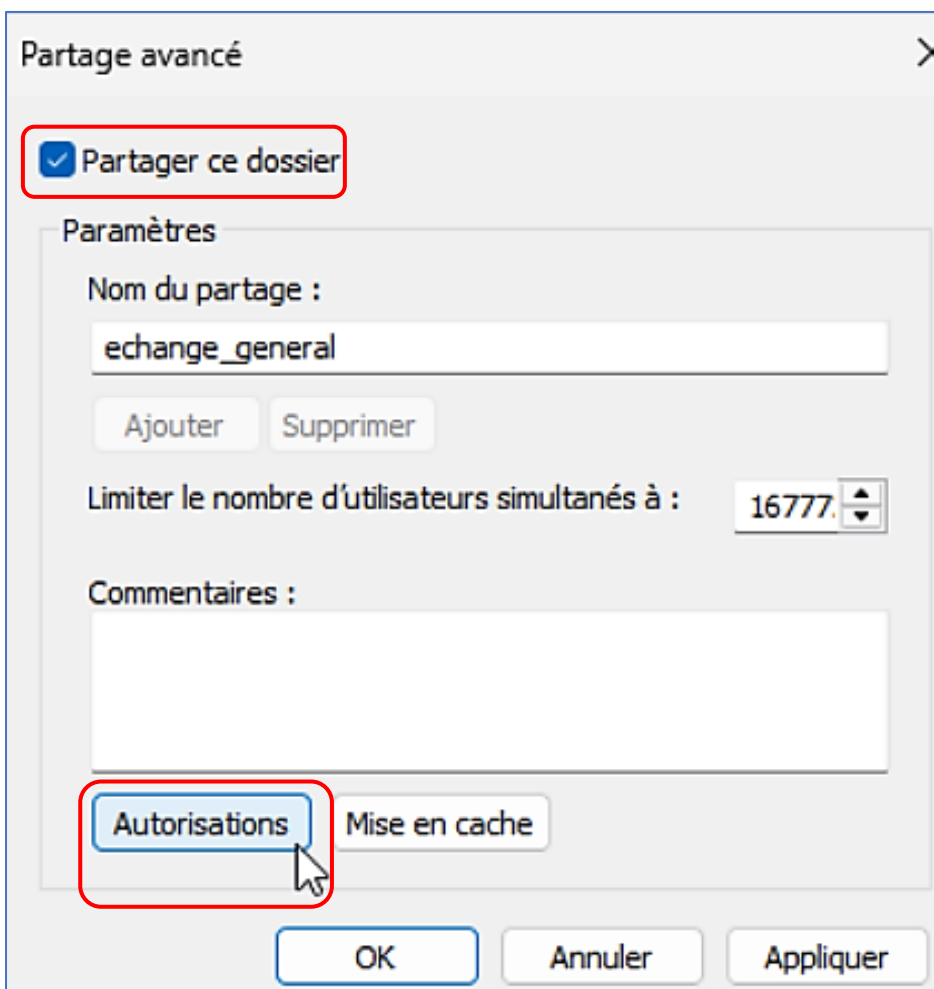 Partage avancé
Partager ce dossier
Paramètres
Nom du partage :
echange_general
Ajouter Supprimer
Limiter le nombre d'utilisateurs simultanés à : 16777
Commentaires :
Autorisations Mise en cache
OK Annuler Appliquer